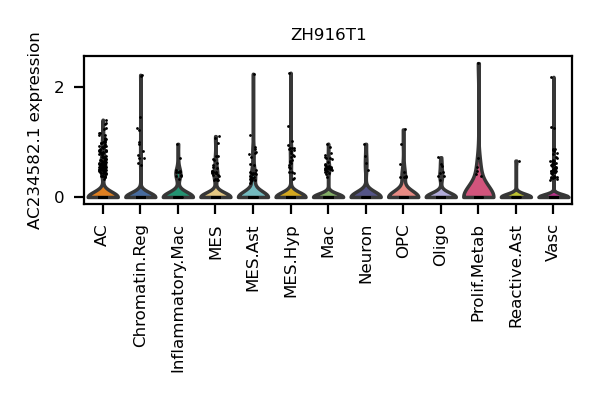 ZH916T1
AC234582.1 expression
2
0
AC
Chromatin.Reg
Inflammatory.Mac
MES
MES.Ast
MES.Hyp
Mac
Neuron
OPC
Oligo
Prolif.Metab
Reactive.Ast
Vasc